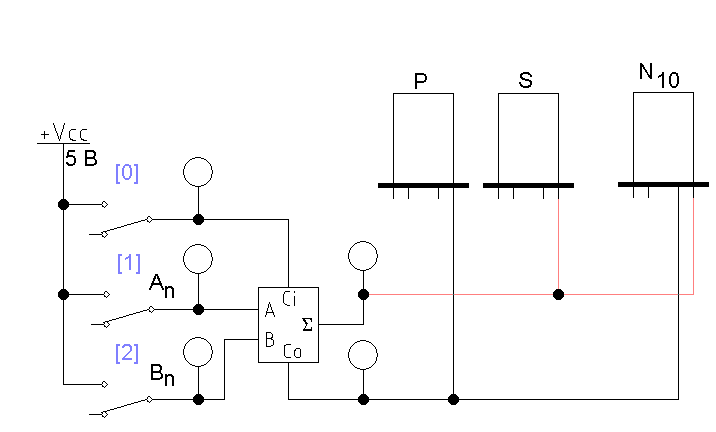 P
S
N10
+Vcc
5 В
[0]
[1]
An
A
Ci
Σ
B
Co
[2]
Bn